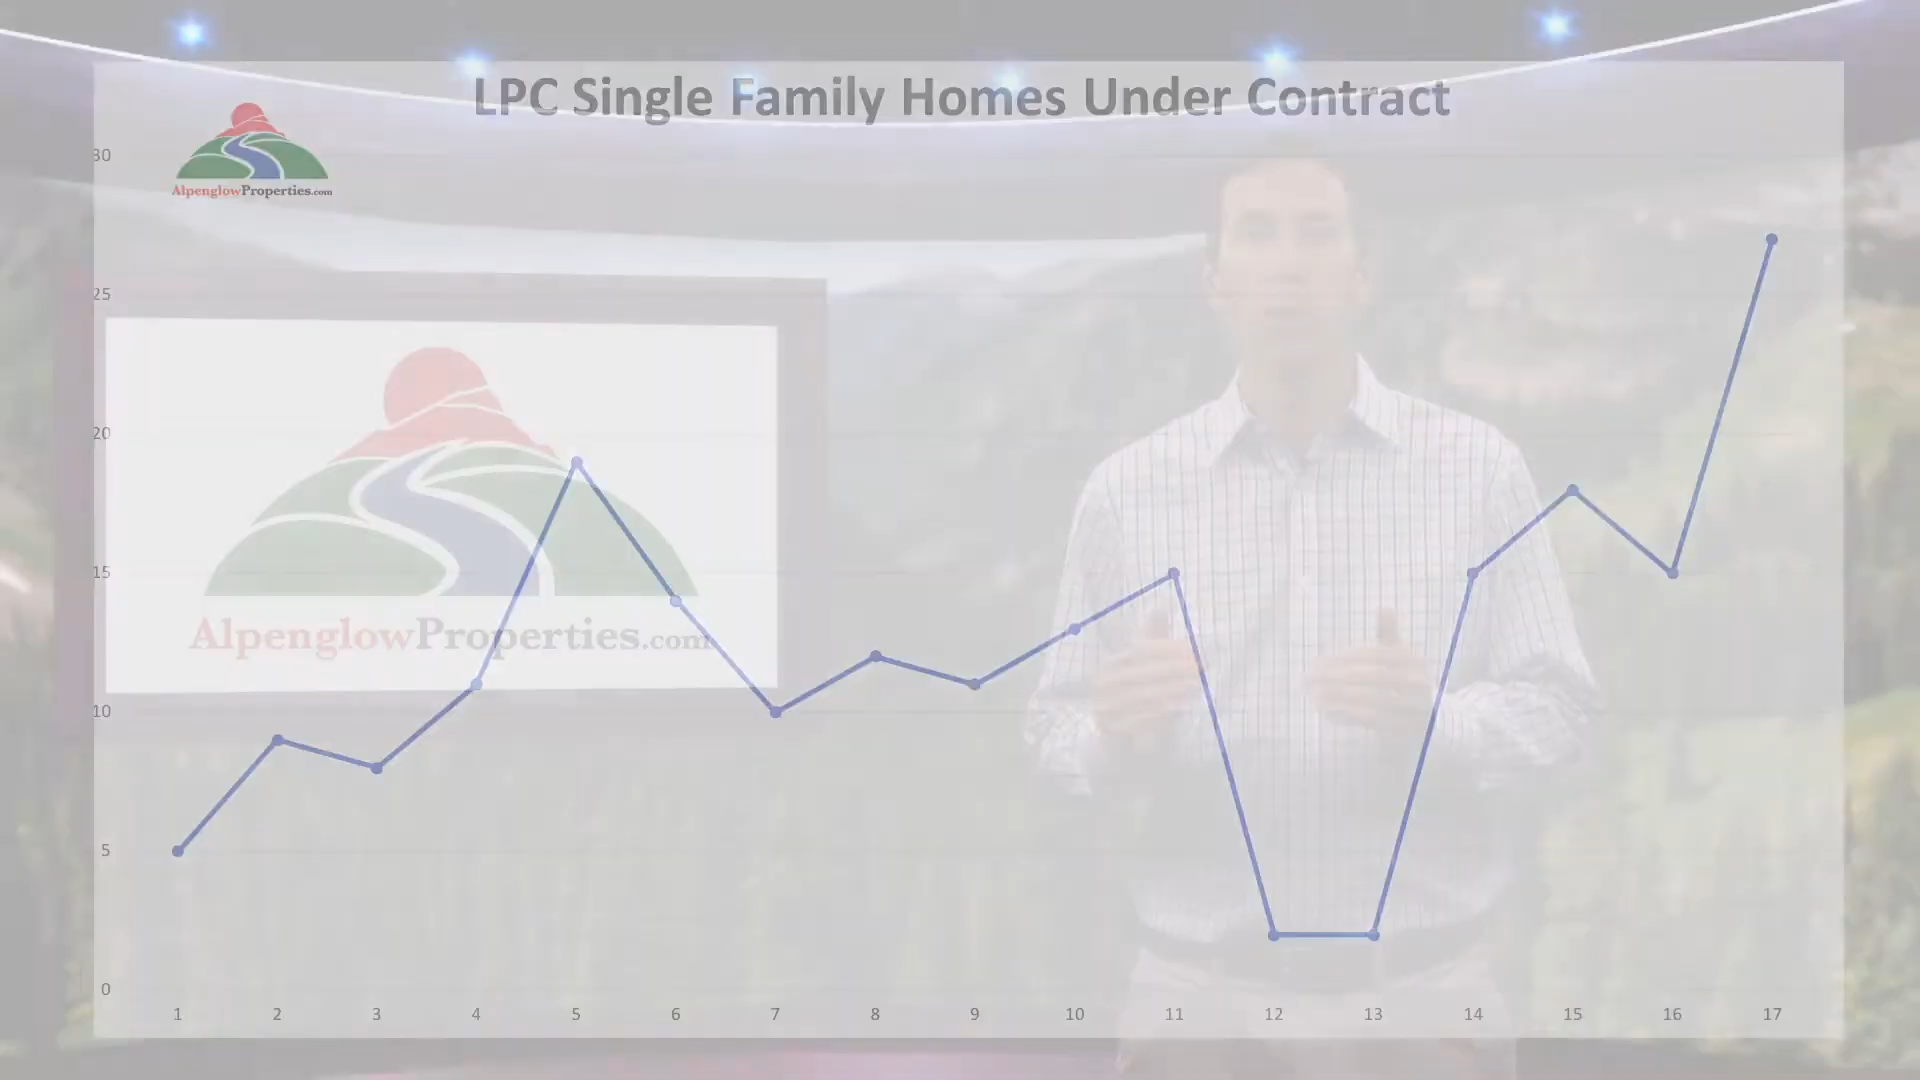 LPC Single Family Homes Under Contract
AlpenglowProperties.com
30
25
20
15
10
5
0
AlpenglowProperties.com
1 2 3 4 5 6 7 8 9 10 11 12 13 14 15 16 17